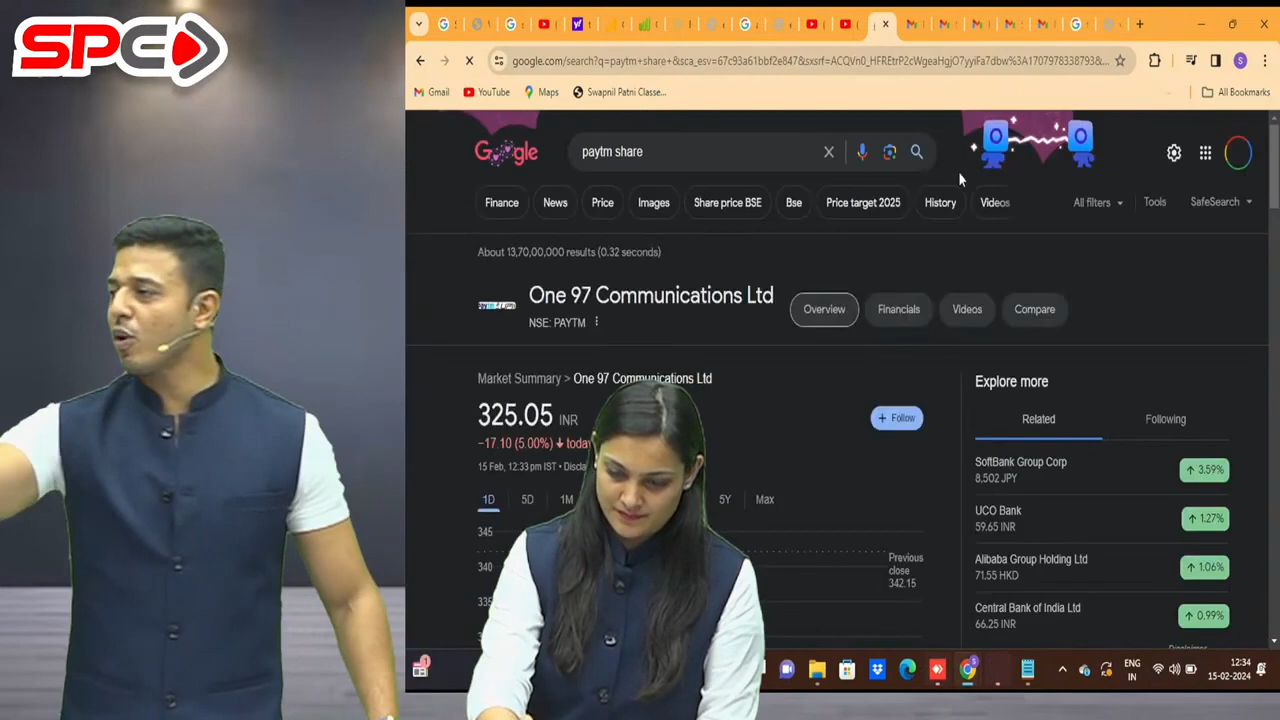 SPC
google.com/search?q=paytm+share+&sca_esv=67c93a61bbf2e847&sxsrf=ACQVn0_HFREtrP2cWgeaHgjO7yyiFa7dbw%3A1707978338793&...
Gmail
YouTube
Maps
Swapnil Patni Classe...
All Bookmarks
Google
paytm share
Finance
News
Price
Images
Share price BSE
Bse
Price target 2025
History
Videos
All filters
Tools
SafeSearch
About 13,70,00,000 results (0.32 seconds)
One 97 Communications Ltd
NSE: PAYTM
Overview
Financials
Videos
Compare
Market Summary > One 97 Communications Ltd
325.05 INR
+ Follow
−17.10 (5.00%) ↓ today
15 Feb, 12:33 pm IST •
1D
5D
1M
5Y
Max
345
340
335
Previous
close
342.15
Explore more
Related
Following
SoftBank Group Corp
8,502 JPY
↑ 3.59%
UCO Bank
59.65 INR
↑ 1.27%
Alibaba Group Holding Ltd
71.55 HKD
↑ 1.06%
Central Bank of India Ltd
66.25 INR
↑ 0.99%
ENG
IN
12:34
15-02-2024